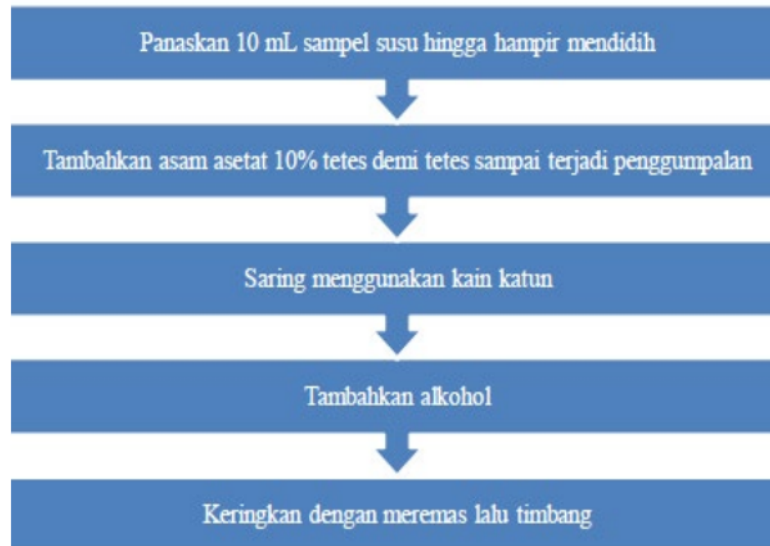 Panaskan 10 mL sampel susu hingga hampir mendidih
Tambahkan asam asetat 10% tetes demi tetes sampai terjadi penggumpalan
Saring menggunakan kain katun
Tambahkan alkohol
Keringkan dengan meremas lalu timbang